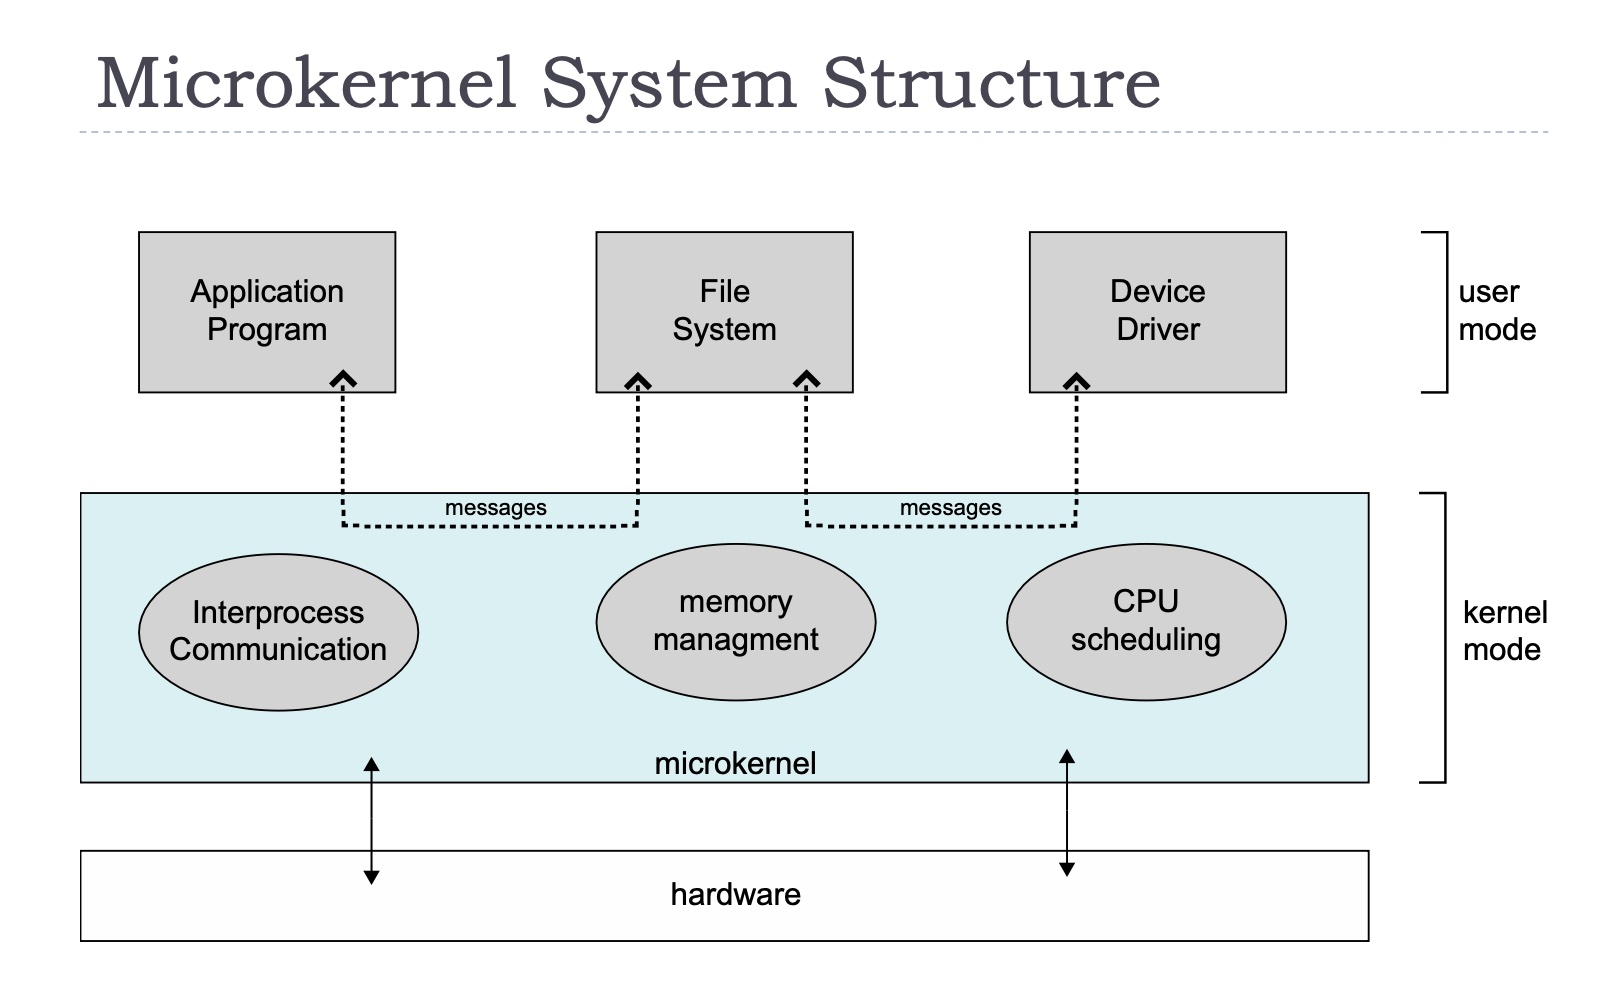 Microkernel System Structure
Application
Program
File
System
Device
Driver
user
mode
messages
messages
Interprocess
Communication
memory
managment
CPU
scheduling
kernel
mode
microkernel
hardware